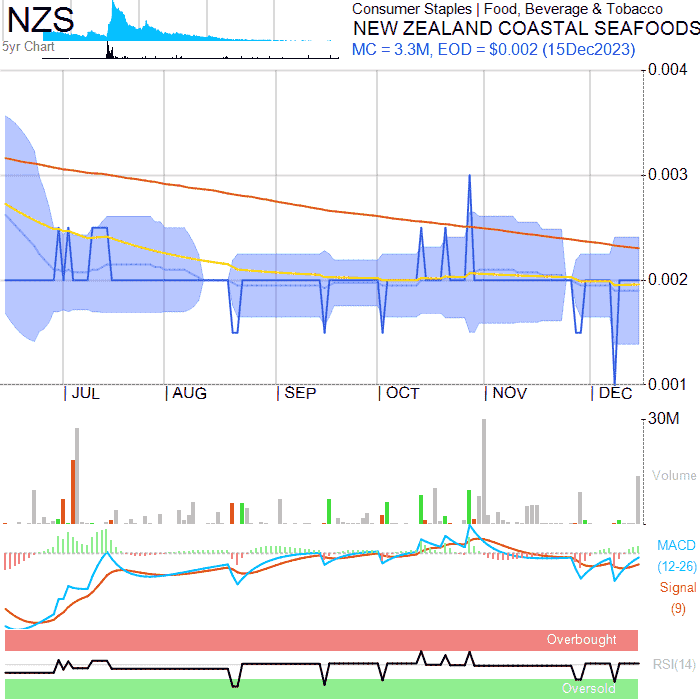 NZS
5yr Chart
Consumer Staples | Food, Beverage & Tobacco
NEW ZEALAND COASTAL SEAFOODS
MC = 3.3M, EOD = $0.002 (15Dec2023)
0.004
0.003
0.002
0.001
JUL
AUG
SEP
OCT
NOV
DEC
30M
Volume
MACD
(12-26)
Signal
(9)
Overbought
RSI(14)
Oversold